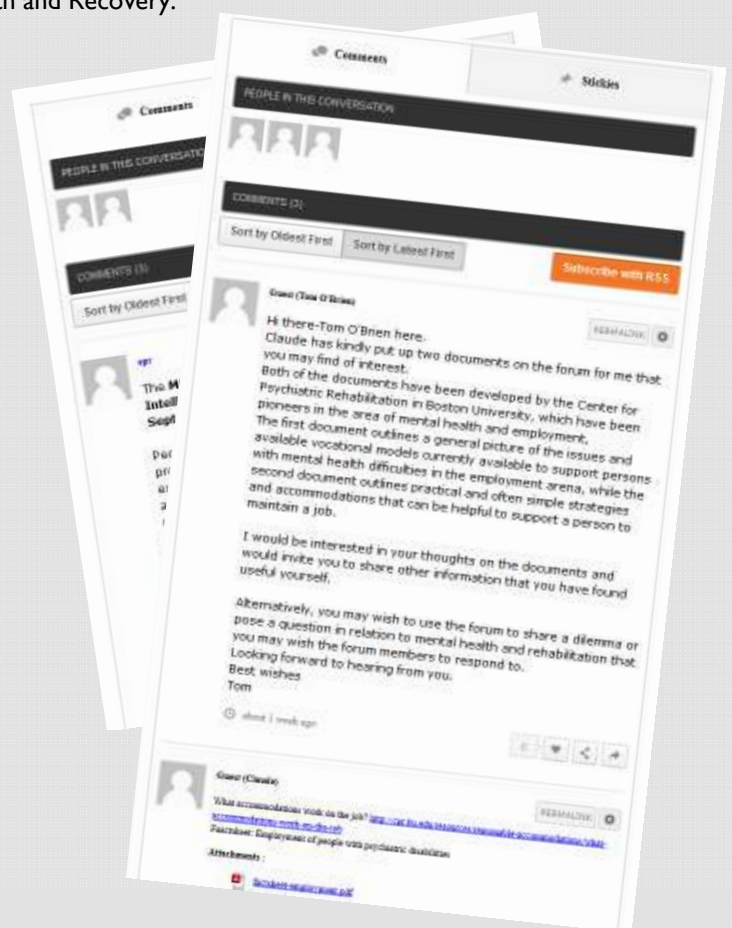 th and Recovery.
Comments
PEOPLE IN THIS CONVERSATION
COMMENTS (3)
Sort by Oldest First
The M
Intell
Sept
Per
pro
Comments
Stickies
PEOPLE IN THIS CONVERSATION
COMMENTS (3)
Sort by Oldest First Sort by Latest First
Subscribe with RSS
Guest (Tom O'Brien)
PERMALINK
Hi there-Tom O'Brien here.
Claude has kindly put up two documents on the forum for me that
you may find of interest.
Both of the documents have been developed by the Center for
Psychiatric Rehabilitation in Boston University, which have been
pioneers in the area of mental health and employment.
The first document outlines a general picture of the issues and
available vocational models currently available to support persons
with mental health difficulties in the employment arena, while the
second document outlines practical and often simple strategies
and accommodations that can be helpful to support a person to
maintain a job.
I would be interested in your thoughts on the documents and
would invite you to share other information that you have found
useful yourself.
Alternatively, you may wish to use the forum to share a dilemma or
pose a question in relation to mental health and rehabilitation that
you may wish the forum members to respond to.
Looking forward to hearing from you.
Best wishes
Tom
about 1 week ago
Guest (Claude)
PERMALINK
What accommodations work on the job?
Factsheet: Employment of people with psychiatric disabilities
Attachments :
factsheet-employment.pdf